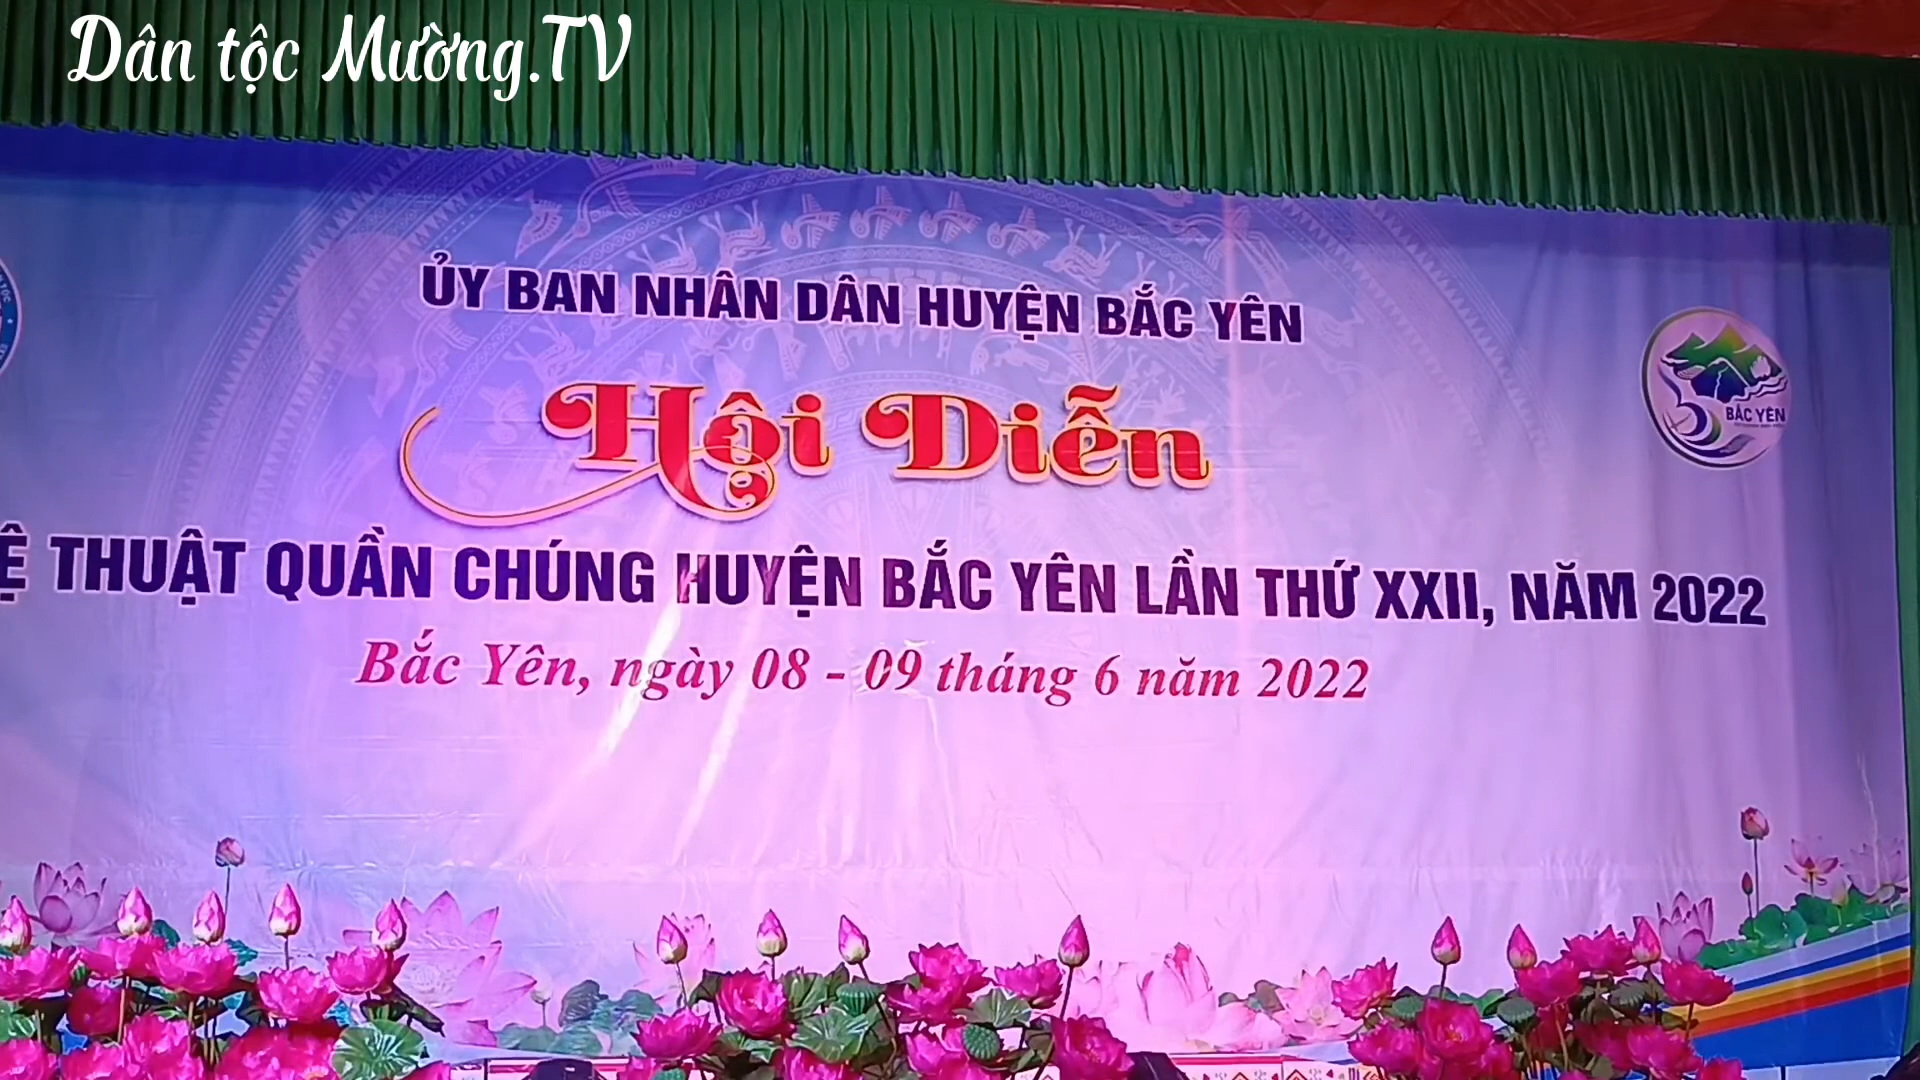 Dân tộc Mường.TV
ỦY BAN NHÂN DÂN HUYỆN BẮC YÊN
Hội Diễn
BẮC YÊN
THUẬT QUẦN CHÚNG HUYỆN BẮC YÊN LẦN THỨ XXII, NĂM 2022
Bắc Yên, ngày 08 - 09 tháng 6 năm 2022